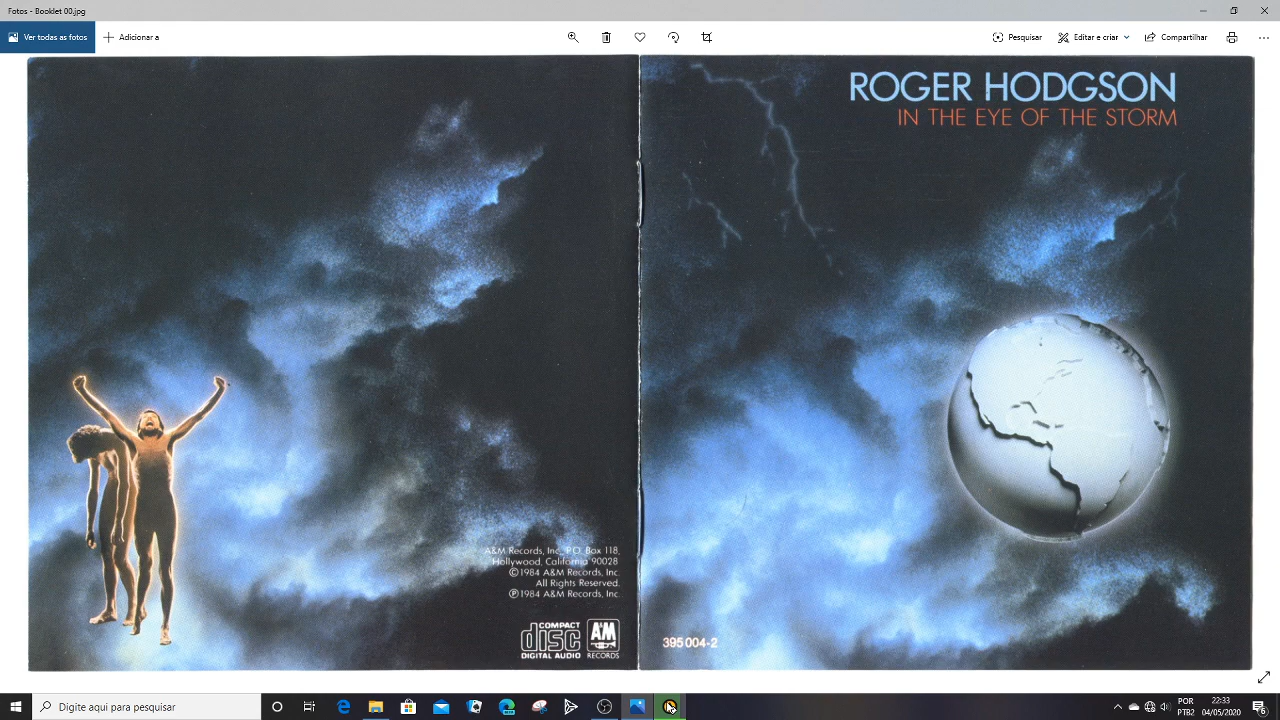 Fotos - Booklet 00.jpg
Ver todas as fotos
Adicionar a
Pesquisar
Editar e criar
Compartilhar
ROGER HODGSON
IN THE EYE OF THE STORM
A&M Records, Inc., P.O. Box 118,
Hollywood, California 90028
©1984 A&M Records, Inc.
All Rights Reserved.
℗1984 A&M Records, Inc.
COMPACT
disc
DIGITAL AUDIO
A&M
RECORDS
395 004-2
Digite aqui para pesquisar
POR
PTB2
22:33
04/05/2020
6